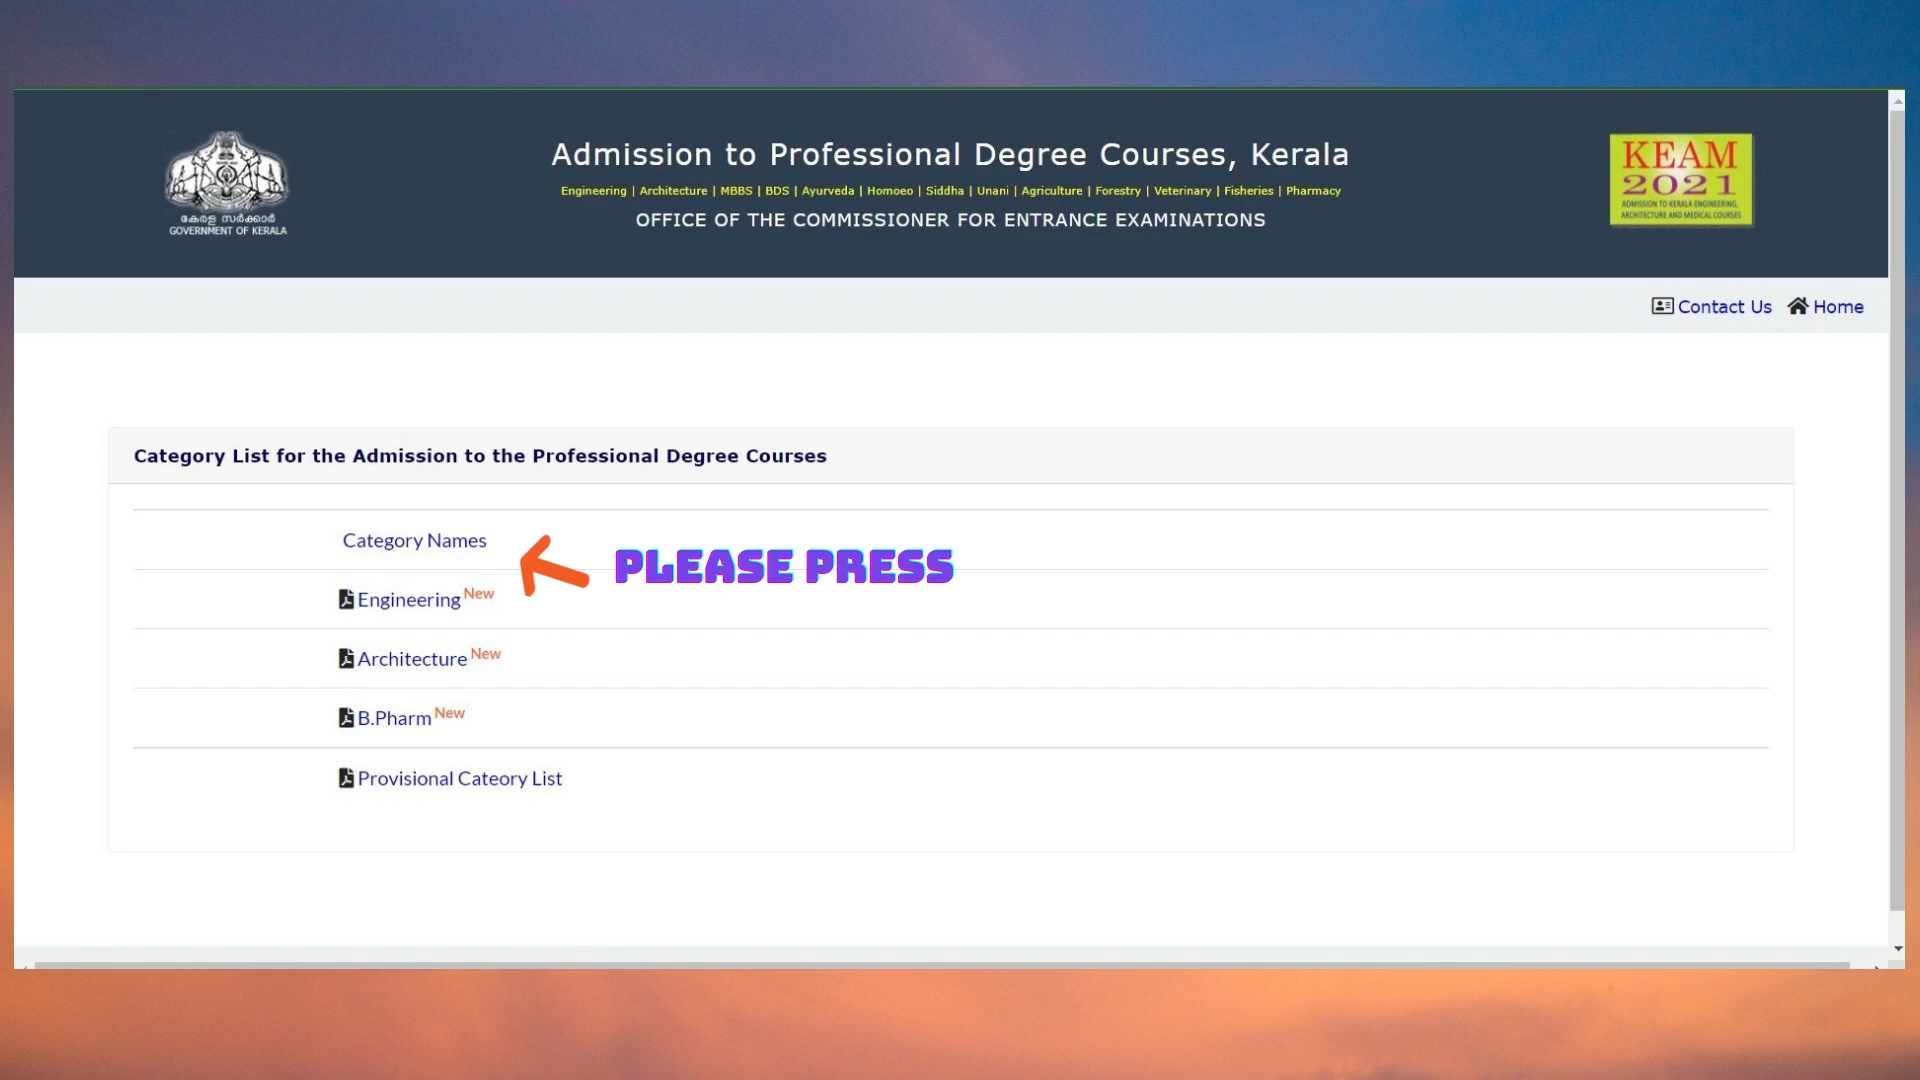 കേരള സർക്കാർ
GOVERNMENT OF KERALA
Admission to Professional Degree Courses, Kerala
Engineering | Architecture | MBBS | BDS | Ayurveda | Homoeo | Siddha | Unani | Agriculture | Forestry | Veterinary | Fisheries | Pharmacy
OFFICE OF THE COMMISSIONER FOR ENTRANCE EXAMINATIONS
KEAM
2021
ADMISSION TO KERALA ENGINEERING,
ARCHITECTURE AND MEDICAL COURSES
Contact Us Home
Category List for the Admission to the Professional Degree Courses
Category Names
PLEASE PRESS
Engineering New
Architecture New
B.Pharm New
Provisional Cateory List